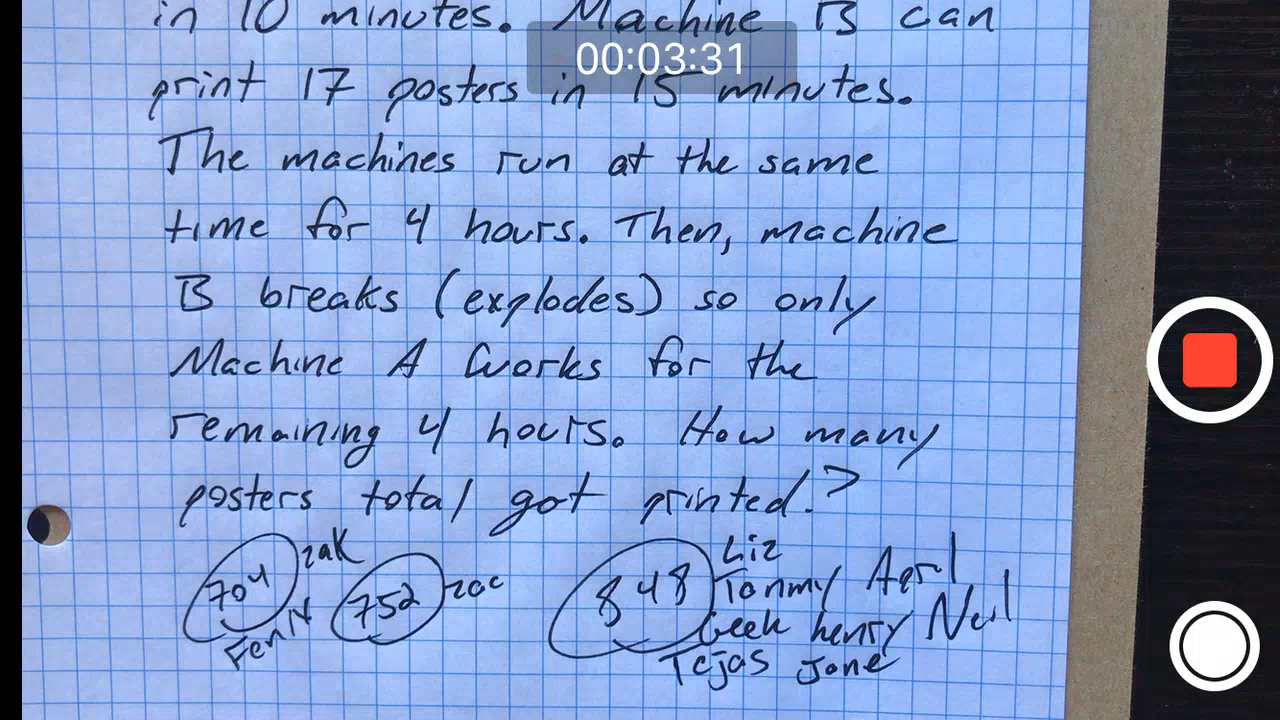 in 10 minutes. Machine B can
00:03:31
print 17 posters in 15 minutes.
The machines run at the same
time for 4 hours. Then, machine
B breaks (explodes) so only
Machine A works for the
remaining 4 hours. How many
posters total got printed?
704 zak
Fenix
752 zac
848 Liz
Tommy April
Geek henry Neil
Tejas Jone